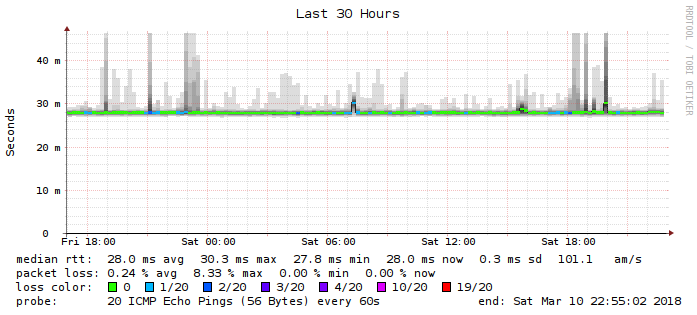 Last 30 Hours
RRDTOOL / TOBI OETIKER
Seconds
40 m
30 m
20 m
10 m
0
Fri 18:00 Sat 00:00 Sat 06:00 Sat 12:00 Sat 18:00
median rtt: 28.0 ms avg 30.3 ms max 27.8 ms min 28.0 ms now 0.3 ms sd 101.1 am/s
packet loss: 0.24 % avg 8.33 % max 0.00 % min 0.00 % now
loss color: 0 1/20 2/20 3/20 4/20 10/20 19/20
probe: 20 ICMP Echo Pings (56 Bytes) every 60s end: Sat Mar 10 22:55:02 2018